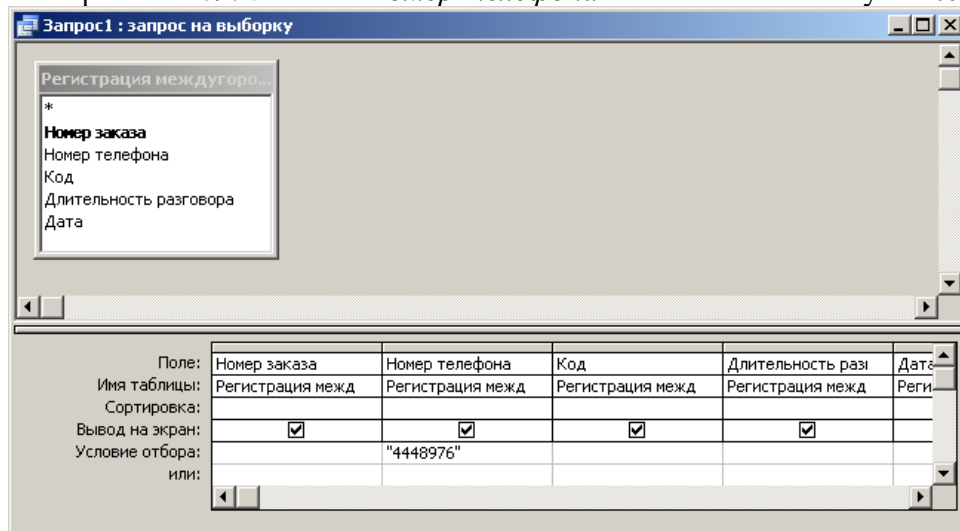 Запрос1 : запрос на выборку
Регистрация междугоро...
*
Номер заказа
Номер телефона
Код
Длительность разговора
Дата
Поле: Номер заказа Номер телефона Код Длительность разг Дата
Имя таблицы: Регистрация межд Регистрация межд Регистрация межд Регистрация межд Реги
Сортировка:
Вывод на экран:
Условие отбора: "4448976"
или: